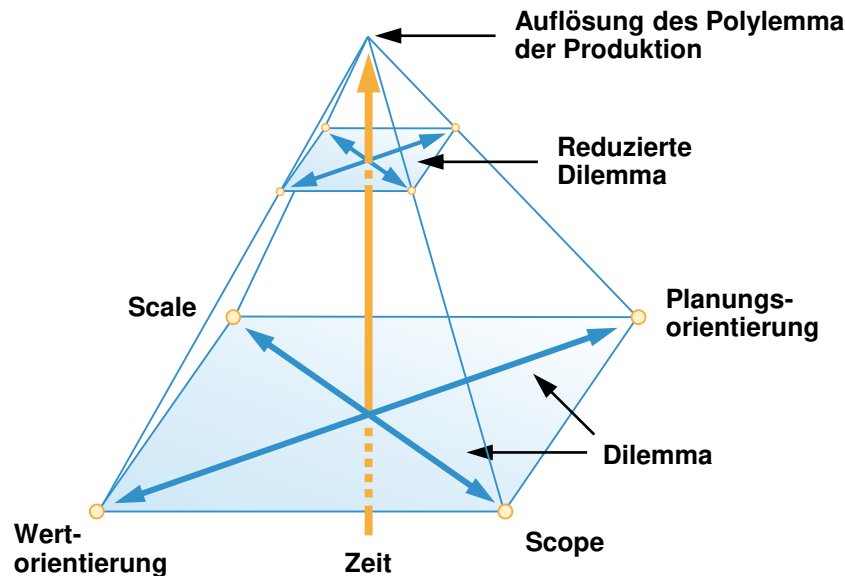 Auflösung des Polylemma
der Produktion
Reduzierte
Dilemma
Scale
Planungs-
orientierung
Dilemma
Wert-
orientierung
Zeit
Scope